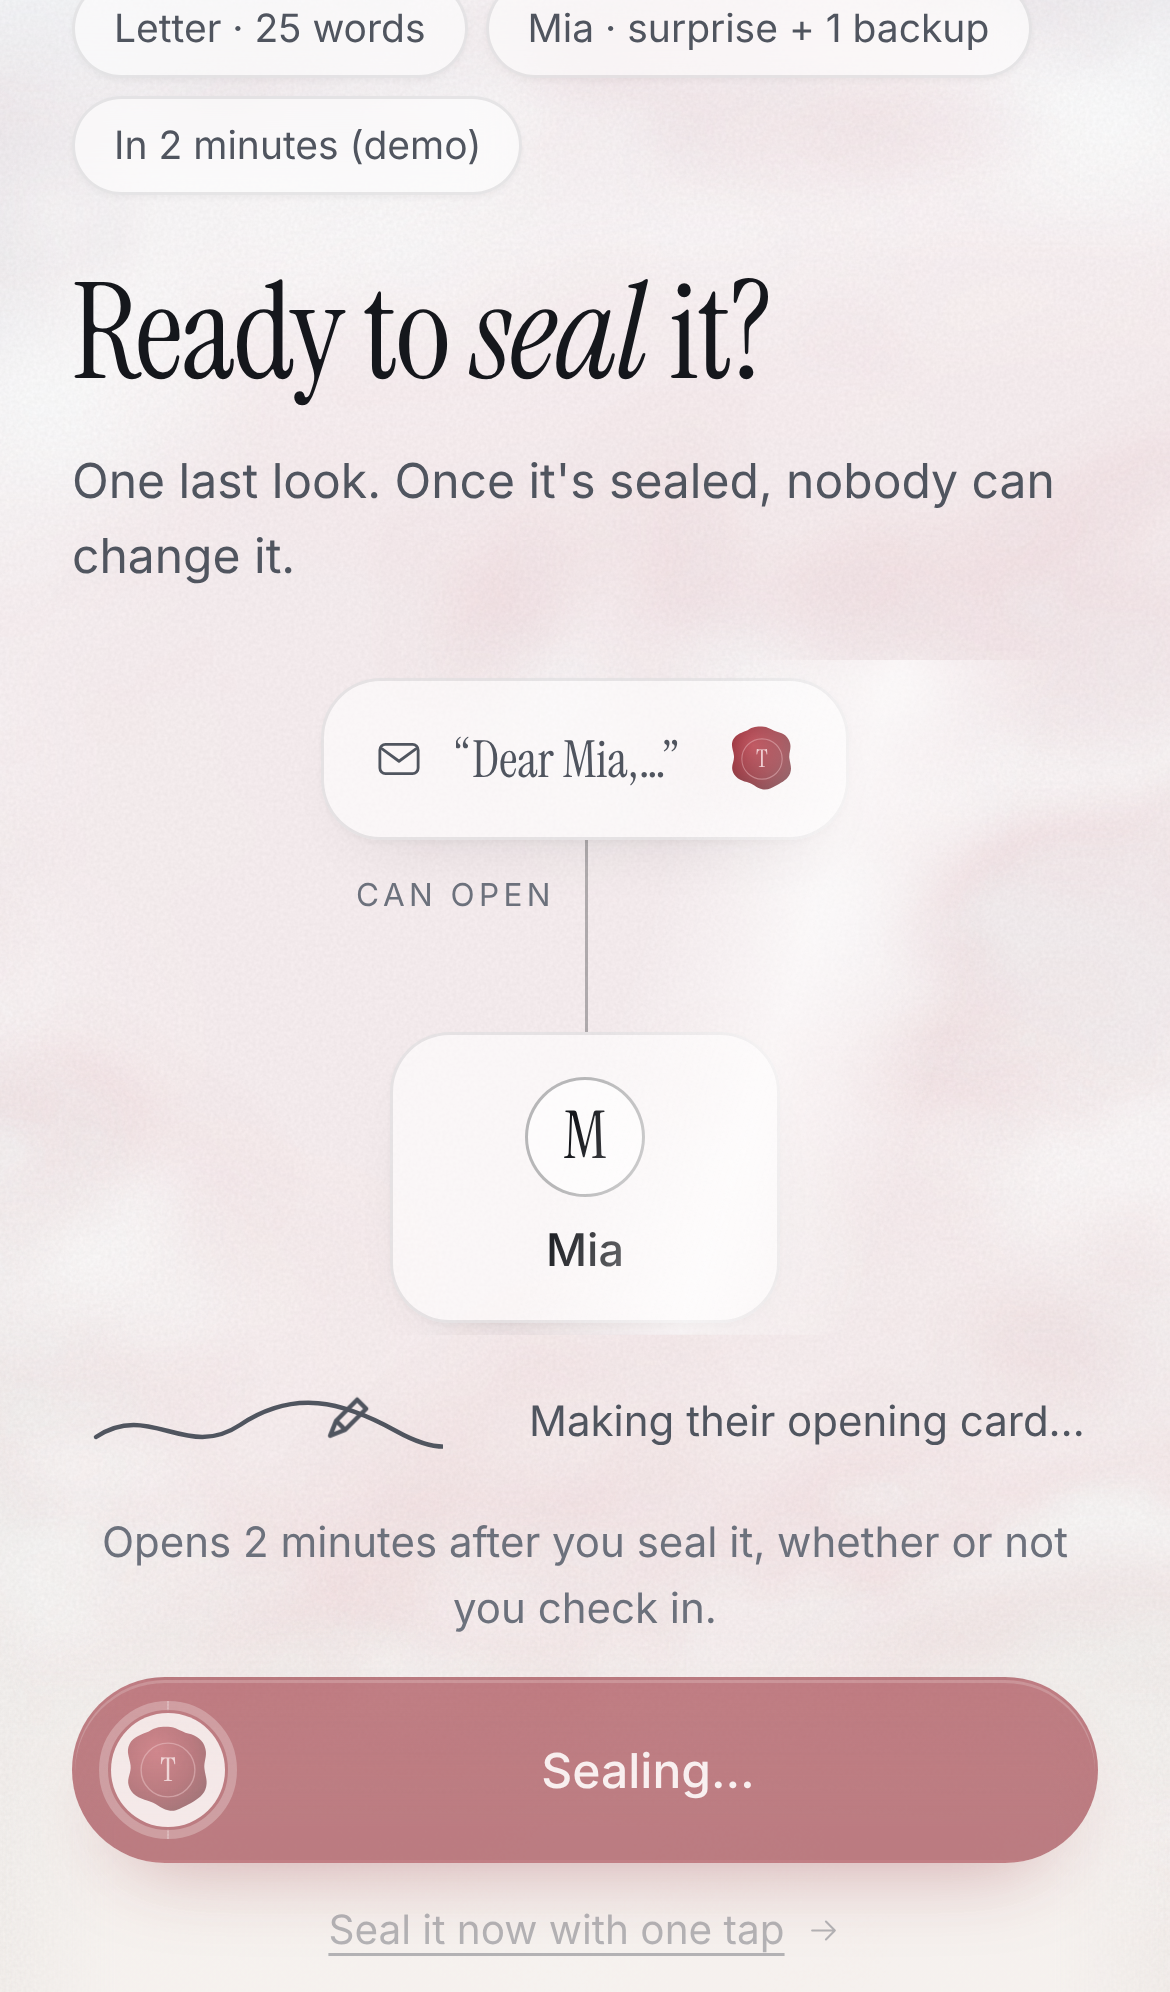 Letter · 25 words
Mia · surprise + 1 backup
In 2 minutes (demo)
Ready to seal it?
One last look. Once it's sealed, nobody can
change it.
“Dear Mia,...”
T
CAN OPEN
M
Mia
Making their opening card...
Opens 2 minutes after you seal it, whether or not
you check in.
T
Sealing...
Seal it now with one tap →